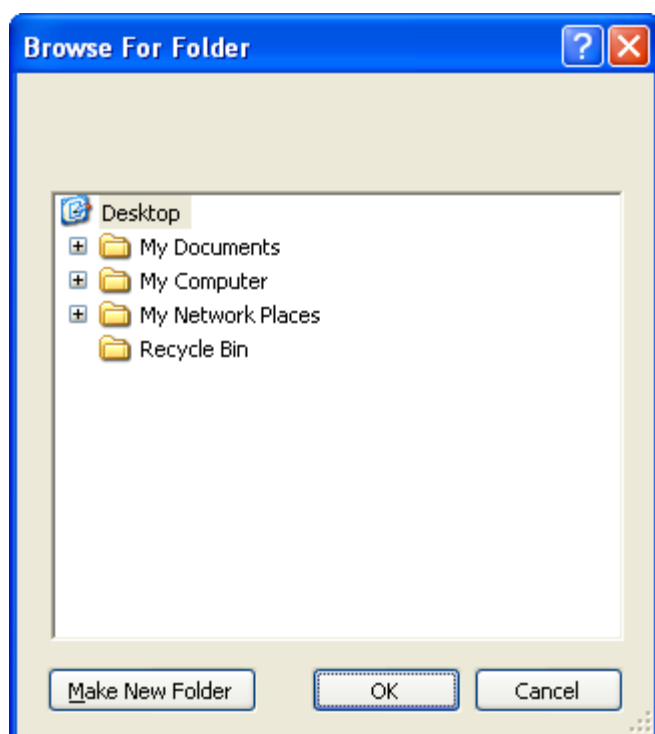 Browse For Folder
Desktop
My Documents
My Computer
My Network Places
Recycle Bin
Make New Folder OK Cancel